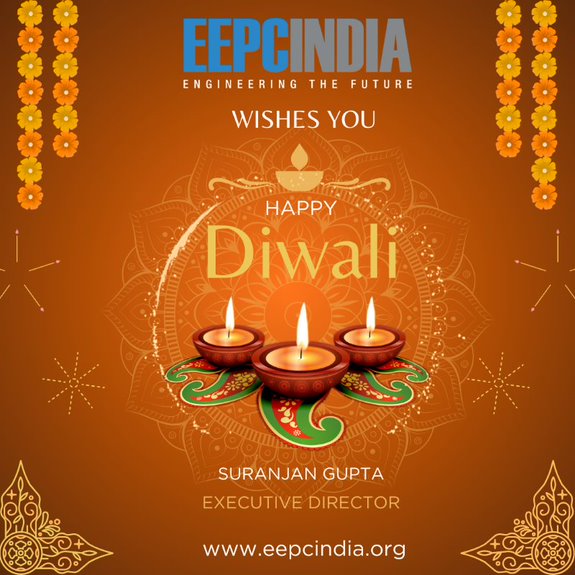 EEPCINDIA
ENGINEERING THE FUTURE
WISHES YOU
HAPPY
Diwali
SURANJAN GUPTA
EXECUTIVE DIRECTOR
www.eepcindia.org